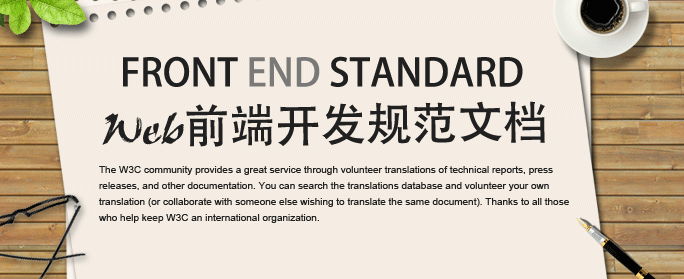 FRONT END STANDARD
Web前端开发规范文档
The W3C community provides a great service through volunteer translations of technical reports, press
releases, and other documentation. You can search the translations database and volunteer your own
translation (or collaborate with someone else wishing to translate the same document). Thanks to all those
who help keep W3C an international organization.